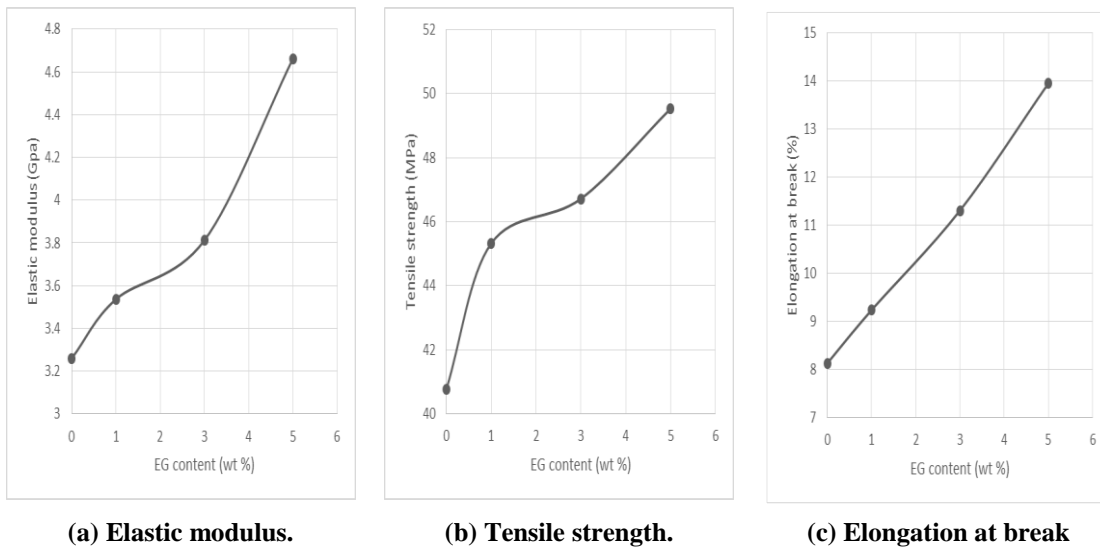 Elastic modulus (Gpa)
4.8
4.6
4.4
4.2
4
3.8
3.6
3.4
3.2
3
0 1 2 3 4 5 6
EG content (wt %)
(a) Elastic modulus.
Tensile strength (MPa)
52
50
48
46
44
42
40
0 1 2 3 4 5 6
EG content (wt %)
(b) Tensile strength.
Elongation at break (%)
15
14
13
12
11
10
9
8
7
0 1 2 3 4 5 6
EG content (wt %)
(c) Elongation at break